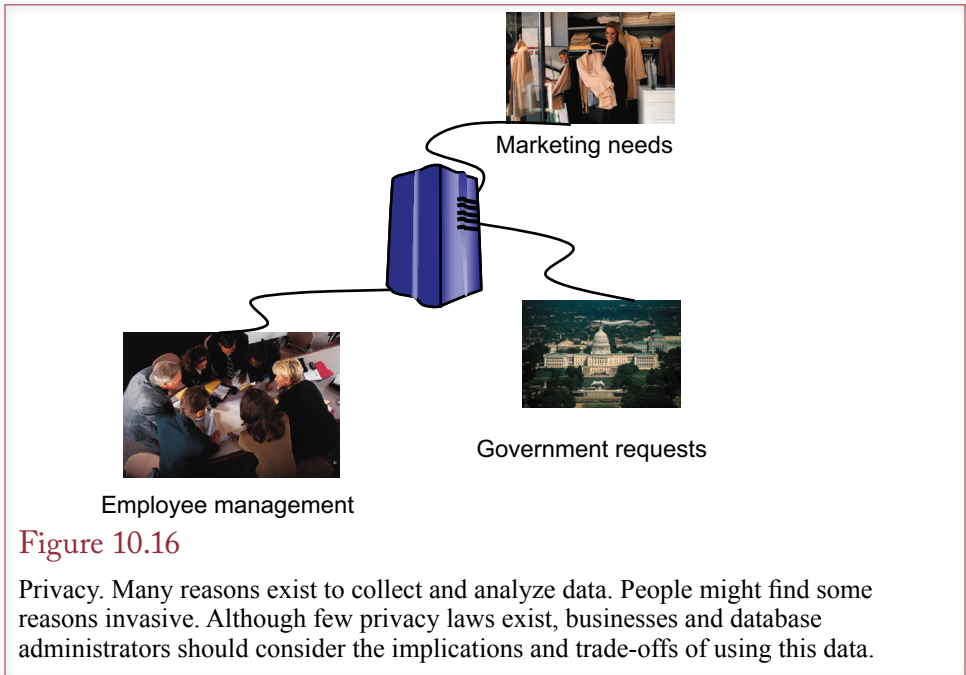 Marketing needs
Government requests
Employee management
Figure 10.16
Privacy. Many reasons exist to collect and analyze data. People might find some
reasons invasive. Although few privacy laws exist, businesses and database
administrators should consider the implications and trade-offs of using this data.